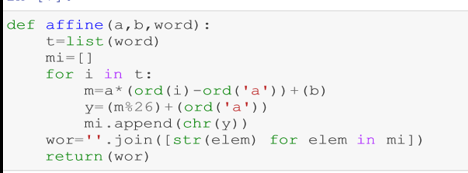 def affine(a,b,word):
    t=list(word)
    mi=[]
    for i in t:
        m=a*(ord(i)-ord('a'))+(b)
        y=(m%26)+(ord('a'))
        mi.append(chr(y))
    wor=''.join([str(elem) for elem in mi])
    return(wor)